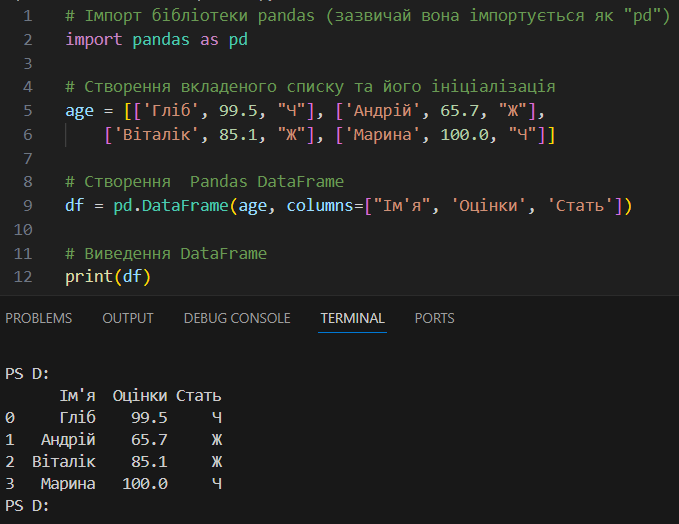 1 # Імпорт бібліотеки pandas (зазвичай вона імпортується як "pd")
2 import pandas as pd
3
4 # Створення вкладеного списку та його ініціалізація
5 age = [['Гліб', 99.5, "Ч"], ['Андрій', 65.7, "Ж"],
6     ['Віталік', 85.1, "Ж"], ['Марина', 100.0, "Ч"]]
7
8 # Створення  Pandas DataFrame
9 df = pd.DataFrame(age, columns=["Ім'я", 'Оцінки', 'Стать'])
10
11 # Виведення DataFrame
12 print(df)
PROBLEMS OUTPUT DEBUG CONSOLE TERMINAL PORTS
PS D:
      Ім'я  Оцінки Стать
0     Гліб    99.5     Ч
1   Андрій    65.7     Ж
2  Віталік    85.1     Ж
3   Марина   100.0     Ч
PS D: